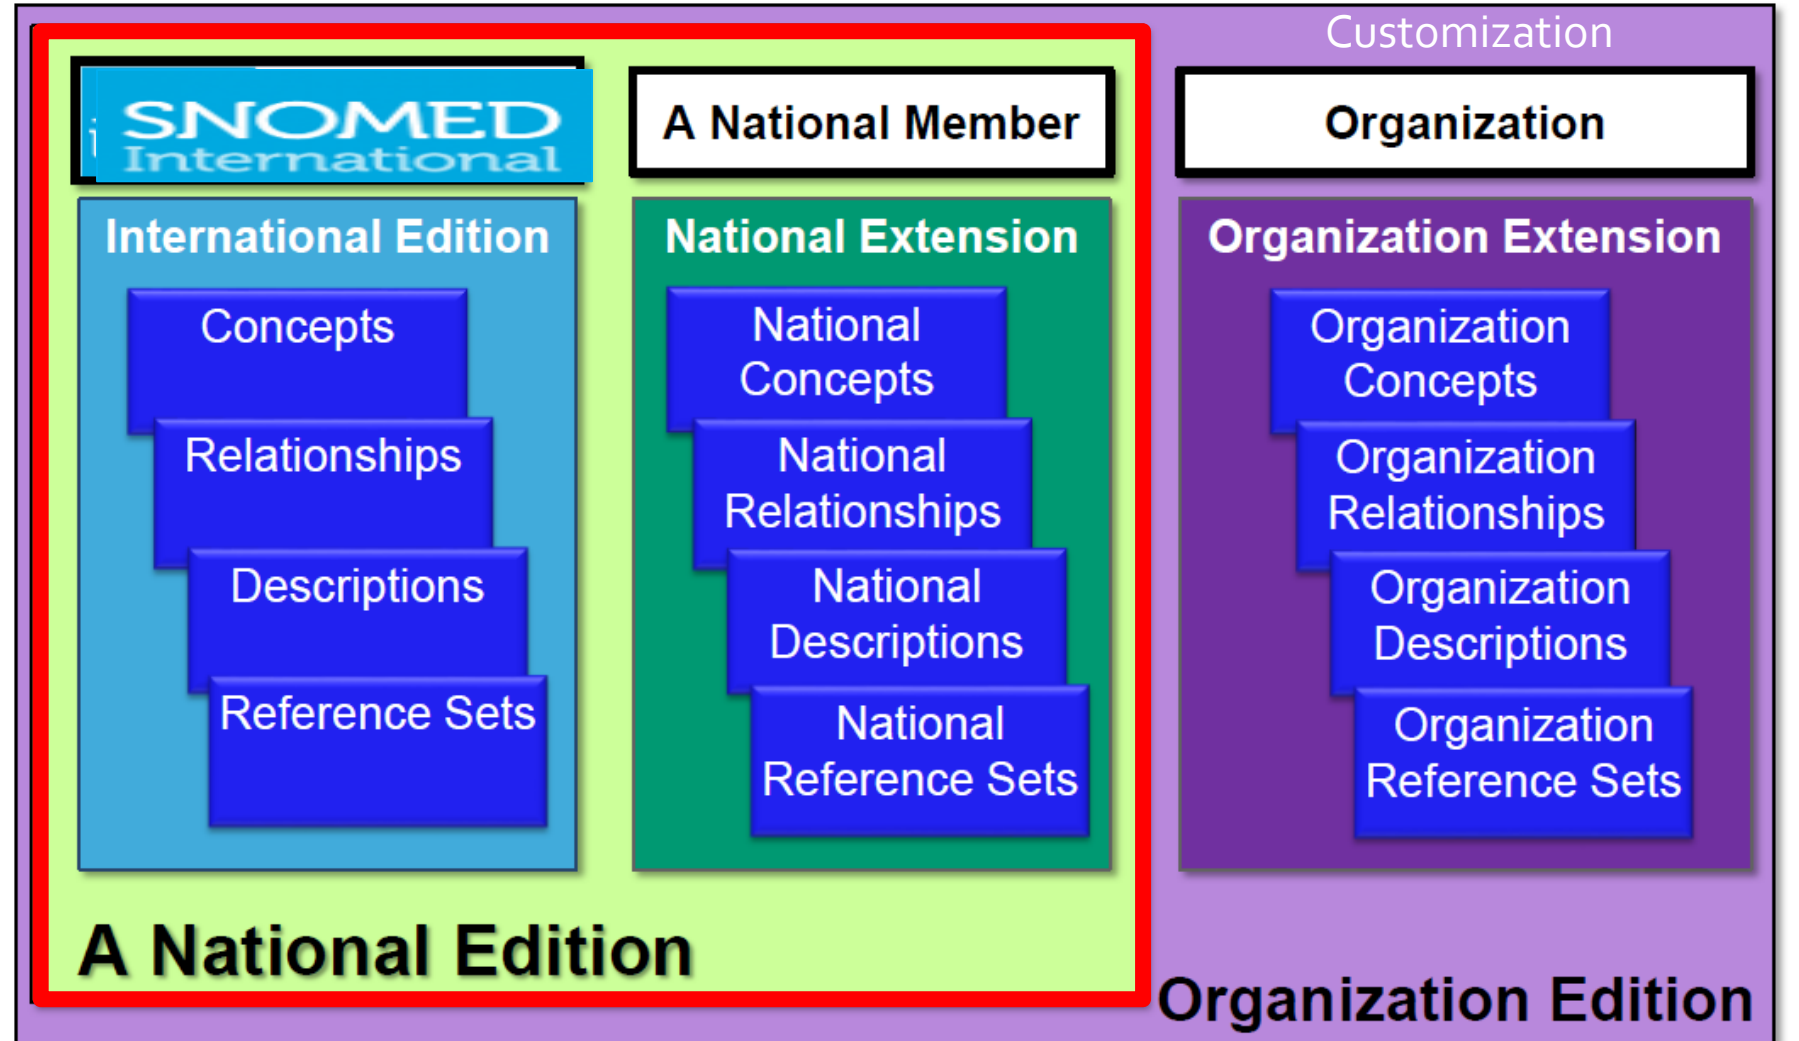 Customization
SNOMED
International
A National Member
Organization
International Edition
Concepts
Relationships
Descriptions
Reference Sets
National Extension
National
Concepts
National
Relationships
National
Descriptions
National
Reference Sets
Organization Extension
Organization
Concepts
Organization
Relationships
Organization
Descriptions
Organization
Reference Sets
A National Edition
Organization Edition